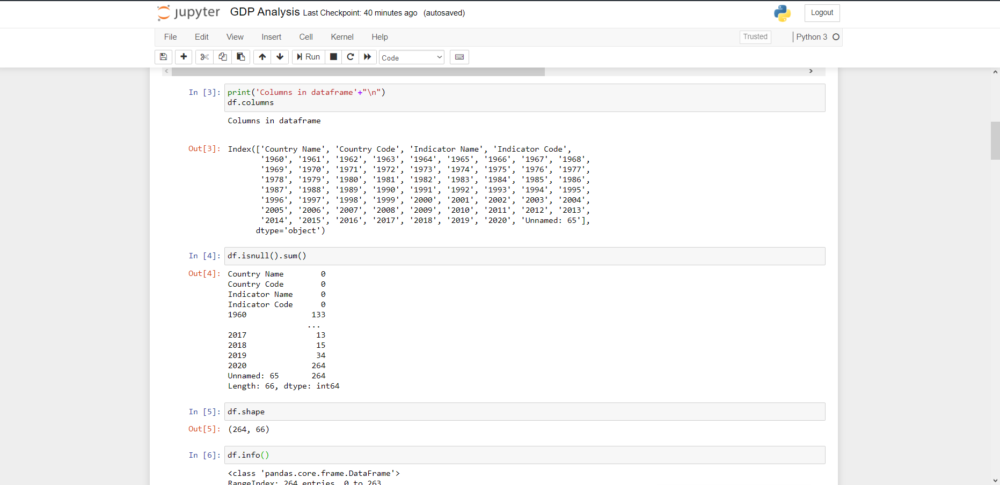 jupyter GDP Analysis Last Checkpoint: 40 minutes ago (autosaved) Logout
File Edit View Insert Cell Kernel Help Trusted Python 3
Run Code
In [3]: print('Columns in dataframe'+"\n")
df.columns
Columns in dataframe
Out[3]: Index(['Country Name', 'Country Code', 'Indicator Name', 'Indicator Code',
'1960', '1961', '1962', '1963', '1964', '1965', '1966', '1967', '1968',
'1969', '1970', '1971', '1972', '1973', '1974', '1975', '1976', '1977',
'1978', '1979', '1980', '1981', '1982', '1983', '1984', '1985', '1986',
'1987', '1988', '1989', '1990', '1991', '1992', '1993', '1994', '1995',
'1996', '1997', '1998', '1999', '2000', '2001', '2002', '2003', '2004',
'2005', '2006', '2007', '2008', '2009', '2010', '2011', '2012', '2013',
'2014', '2015', '2016', '2017', '2018', '2019', '2020', 'Unnamed: 65'],
dtype='object')
In [4]: df.isnull().sum()
Out[4]: Country Name 0
Country Code 0
Indicator Name 0
Indicator Code 0
1960 133
...
2017 13
2018 15
2019 34
2020 264
Unnamed: 65 264
Length: 66, dtype: int64
In [5]: df.shape
Out[5]: (264, 66)
In [6]: df.info()
<class 'pandas.core.frame.DataFrame'>
RangeIndex: 264 entries, 0 to 263